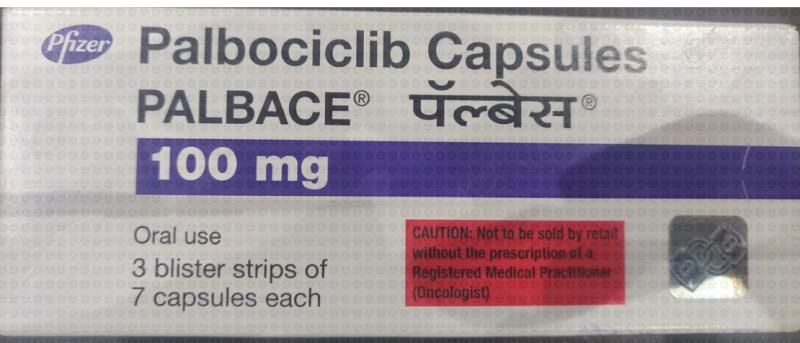 Pfizer
Palbociclib Capsules
PALBACE® पॅल्बेस®
100 mg
Oral use
3 blister strips of
7 capsules each
CAUTION: Not to be sold by retail
without the prescription of a
Registered Medical Practitioner
(Oncologist)